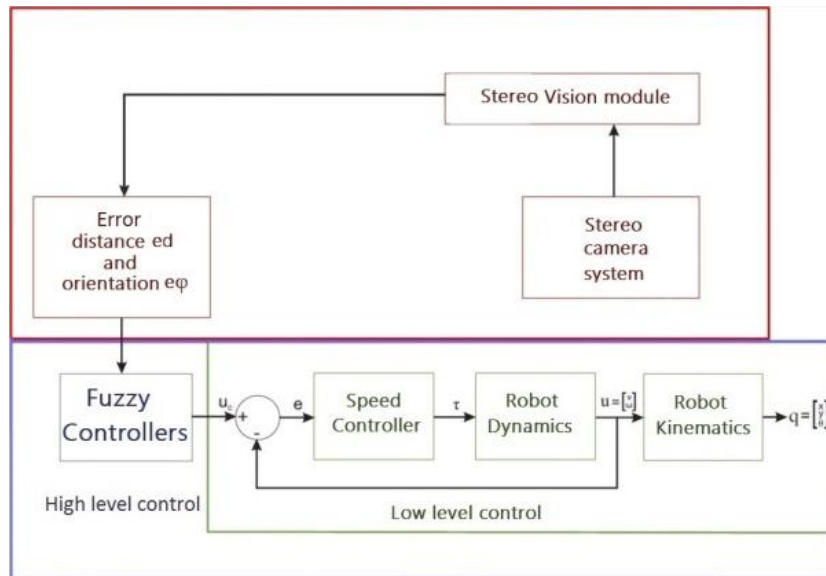 Stereo Vision module
Error
distance ed
and
orientation eφ
Stereo
camera
system
Fuzzy
Controllers
u_c
+
-
e
Speed
Controller
τ
Robot
Dynamics
u=[v ω]
Robot
Kinematics
q=
High level control
Low level control